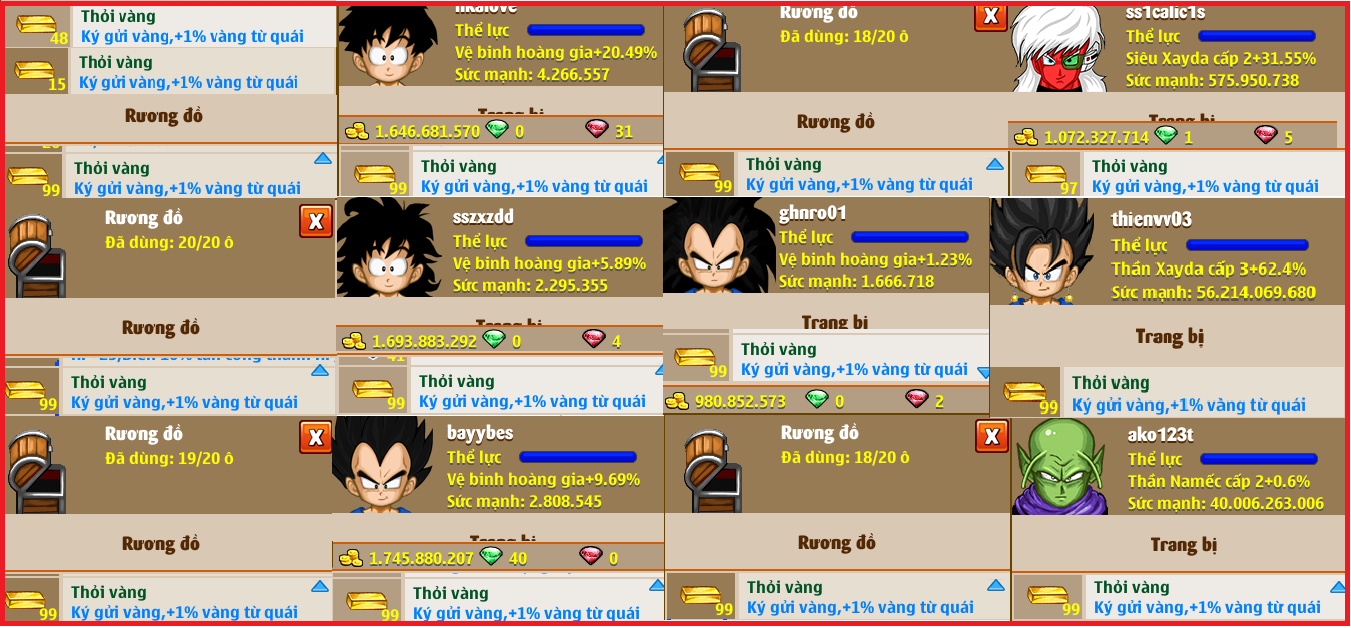 Thỏi vàng
48
Ký gửi vàng,+1% vàng từ quái
Thỏi vàng
15
Ký gửi vàng,+1% vàng từ quái
Rương đồ
Thỏi vàng
99
Ký gửi vàng,+1% vàng từ quái
hkalove
Thể lực
Vệ binh hoàng gia+20.49%
Sức mạnh: 4.266.557
Trang bị
1.646.681.570 0 31
Thỏi vàng
99
Ký gửi vàng,+1% vàng từ quái
Rương đồ
X
Đã dùng: 18/20 ô
Rương đồ
Thỏi vàng
99
Ký gửi vàng,+1% vàng từ quái
ss1calic1s
Thể lực
Siêu Xayda cấp 2+31.55%
Sức mạnh: 575.950.738
Trang bị
1.072.327.714 1 5
Thỏi vàng
97
Ký gửi vàng,+1% vàng từ quái
Rương đồ
X
Đã dùng: 20/20 ô
Rương đồ
Thỏi vàng
99
Ký gửi vàng,+1% vàng từ quái
sszxzdd
Thể lực
Vệ binh hoàng gia+5.89%
Sức mạnh: 2.295.355
Trang bị
1.693.883.292 0 4
41
Thỏi vàng
99
Ký gửi vàng,+1% vàng từ quái
ghnro01
Thể lực
Vệ binh hoàng gia+1.23%
Sức mạnh: 1.666.718
Trang bị
Thỏi vàng
99
Ký gửi vàng,+1% vàng từ quái
980.852.573 0 2
thienvv03
Thể lực
Thần Xayda cấp 3+62.4%
Sức mạnh: 56.214.069.680
Trang bị
Thỏi vàng
99
Ký gửi vàng,+1% vàng từ quái
Rương đồ
X
Đã dùng: 19/20 ô
Rương đồ
Thỏi vàng
99
Ký gửi vàng,+1% vàng từ quái
bayybes
Thể lực
Vệ binh hoàng gia+9.69%
Sức mạnh: 2.808.545
Trang bị
1.745.880.207 40 0
Thỏi vàng
99
Ký gửi vàng,+1% vàng từ quái
Rương đồ
X
Đã dùng: 18/20 ô
Rương đồ
Thỏi vàng
99
Ký gửi vàng,+1% vàng từ quái
ako123t
Thể lực
Thần Namếc cấp 2+0.6%
Sức mạnh: 40.006.263.006
Trang bị
Thỏi vàng
99
Ký gửi vàng,+1% vàng từ quái